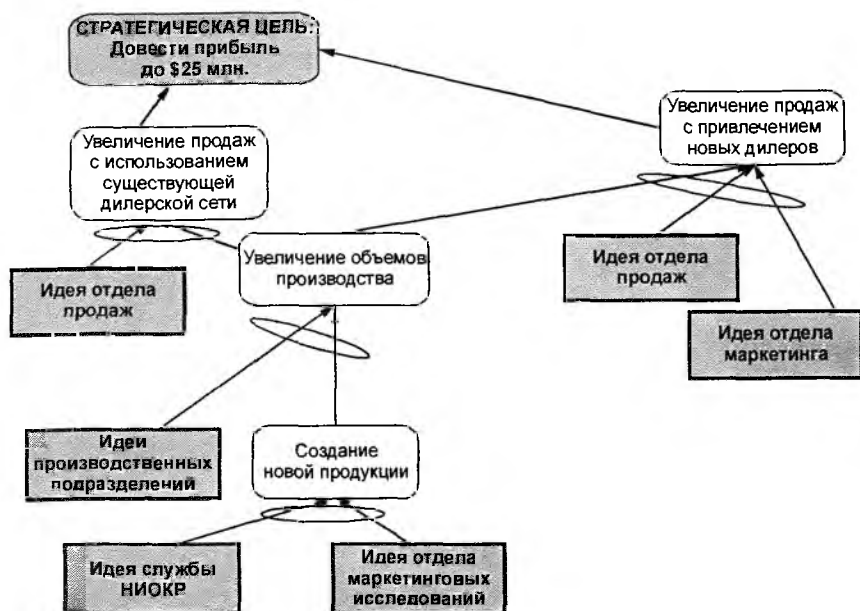 СТРАТЕГИЧЕСКАЯ ЦЕЛЬ:
Довести прибыль
до $25 млн.
Увеличение продаж
с привлечением
новых дилеров
Увеличение продаж
с использованием
существующей
дилерской сети
Увеличение объемов
производства
Идея отдела
продаж
Идея отдела
продаж
Идея отдела
маркетинга
Идеи
производственных
подразделений
Создание
новой продукции
Идея службы
НИОКР
Идея отдела
маркетинговых
исследований